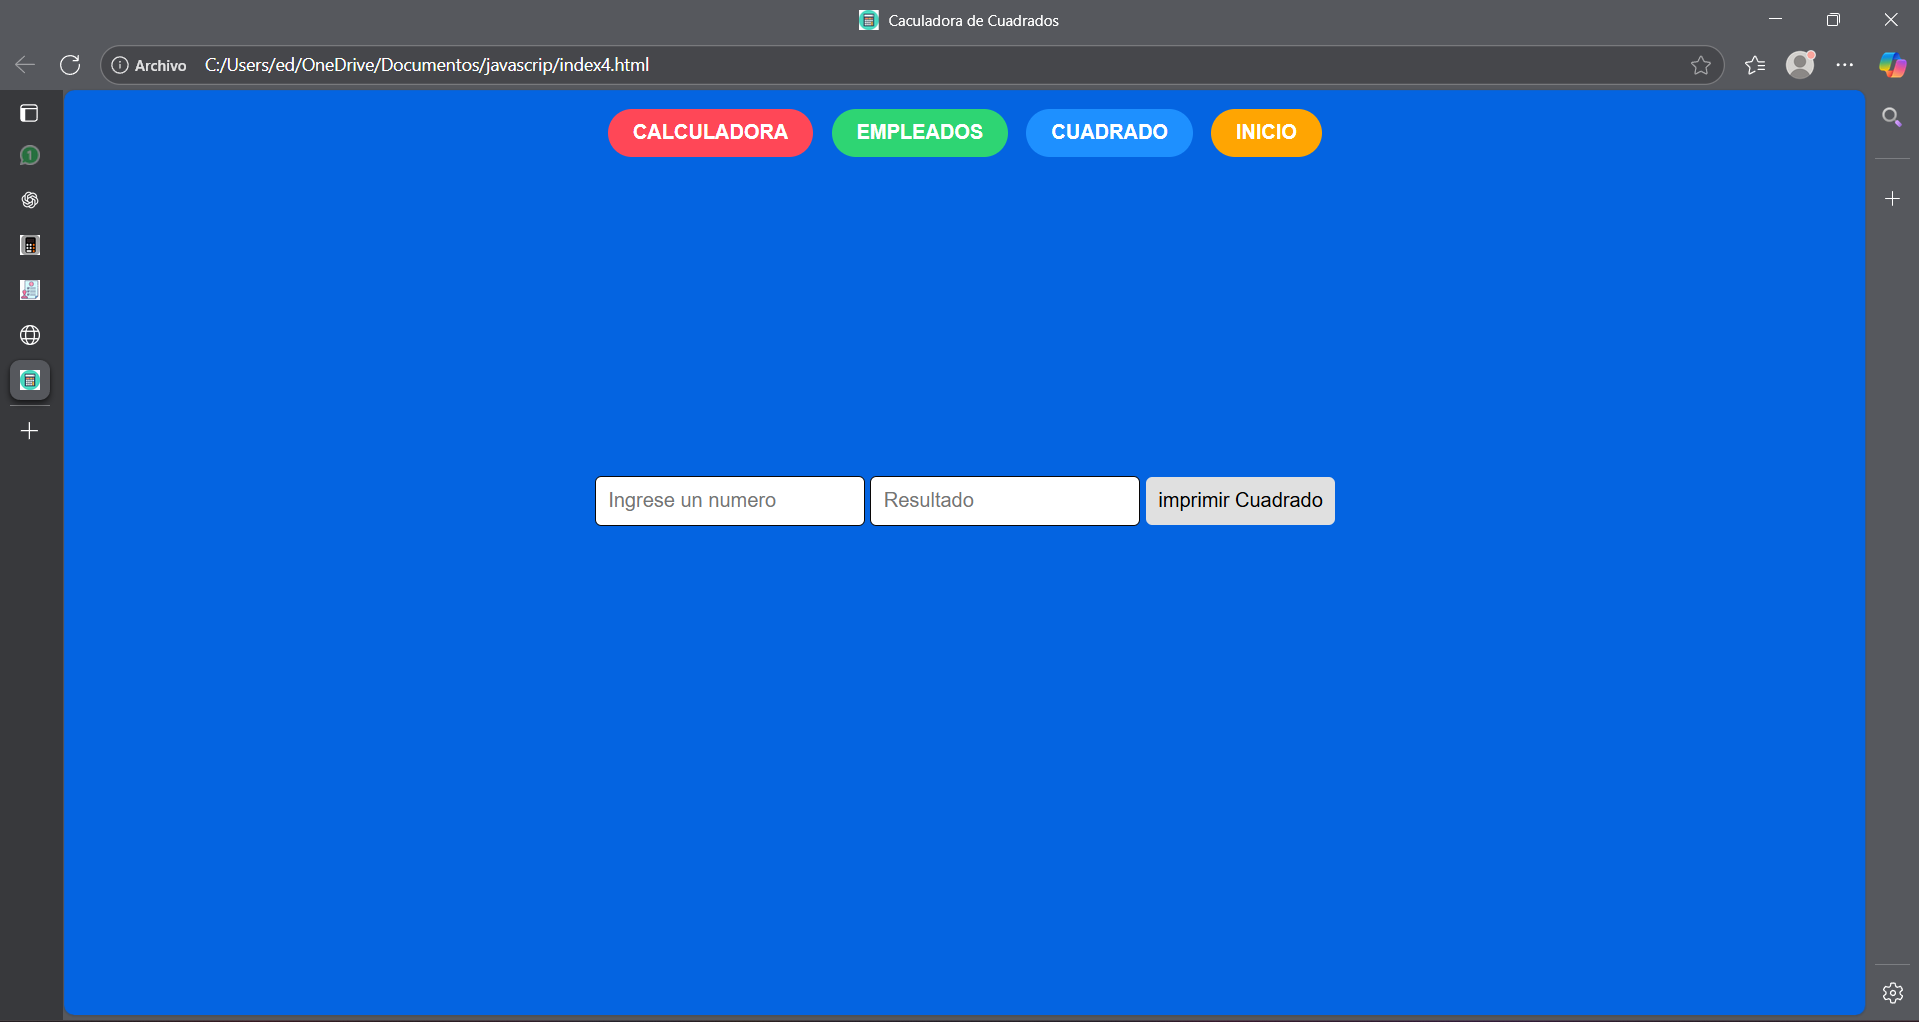 Caculadora de Cuadrados
Archivo C:/Users/ed/OneDrive/Documentos/javascrip/index4.html
1
CALCULADORA EMPLEADOS CUADRADO INICIO
Ingrese un numero Resultado imprimir Cuadrado